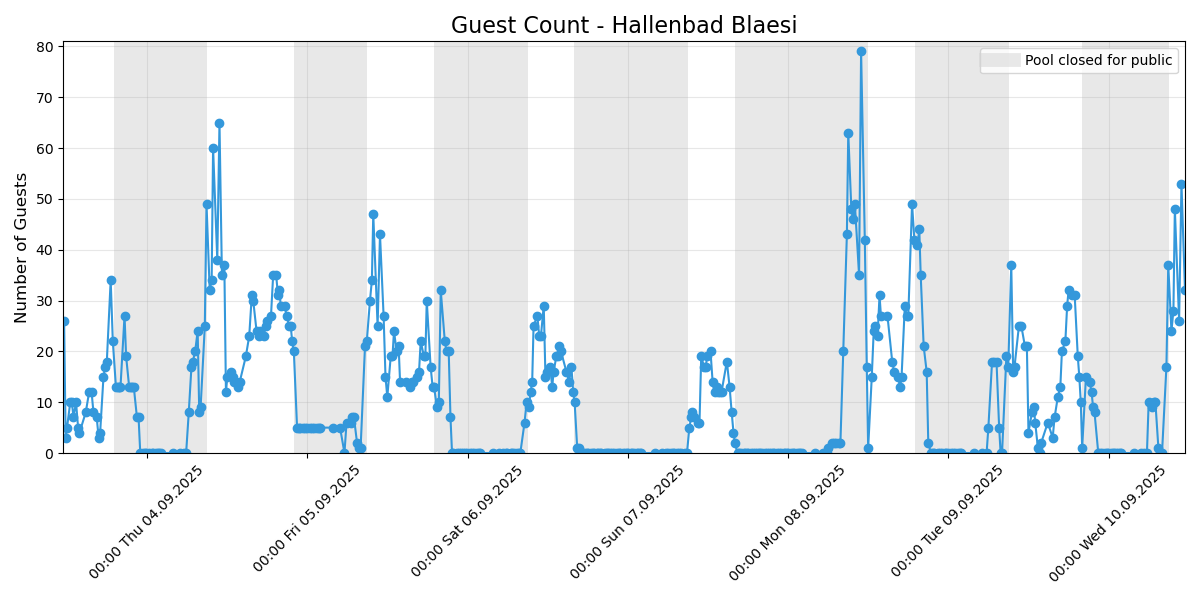 Guest Count - Hallenbad Blaesi
Pool closed for public
Number of Guests
80
70
60
50
40
30
20
10
0
00:00 Thu 04.09.2025
00:00 Fri 05.09.2025
00:00 Sat 06.09.2025
00:00 Sun 07.09.2025
00:00 Mon 08.09.2025
00:00 Tue 09.09.2025
00:00 Wed 10.09.2025